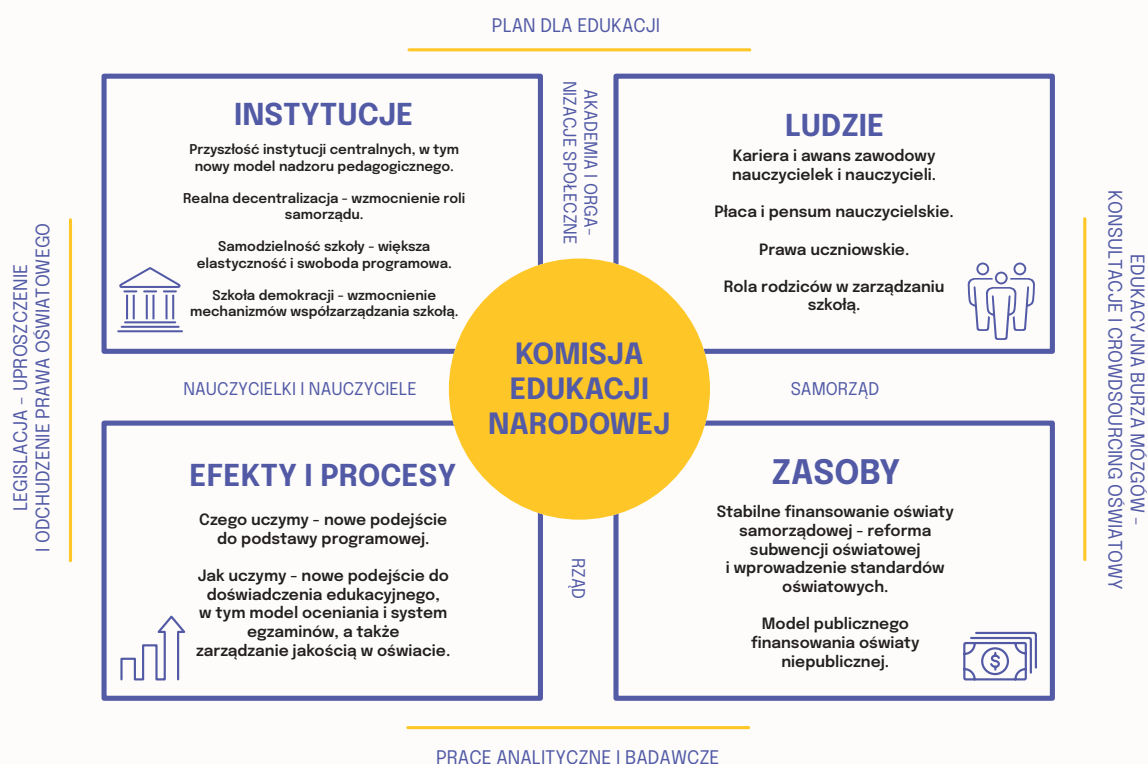 PLAN DLA EDUKACJI
INSTYTUCJE
Przyszłość instytucji centralnych, w tym
nowy model nadzoru pedagogicznego.
Realna decentralizacja - wzmocnienie roli
samorządu.
Samodzielność szkoły - większa
elastyczność i swoboda programowa.
Szkoła demokracji - wzmocnienie
mechanizmów współzarządzania szkołą.
AKADEMIA I ORGA-
NIZACJE SPOŁECZNE
LUDZIE
Kariera i awans zawodowy
nauczycielek i nauczycieli.
Płaca i pensum nauczycielskie.
Prawa uczniowskie.
Rola rodziców w zarządzaniu
szkołą.
LEGISLACJA - UPROSZCZENIE
I ODCHUDZENIE PRAWA OŚWIATOWEGO
NAUCZYCIELKI I NAUCZYCIELE
KOMISJA
EDUKACJI
NARODOWEJ
SAMORZĄD
EDUKACYJNA BURZA MÓZGÓW -
KONSULTACJE I CROWDSOURCING OŚWIATOWY
EFEKTY I PROCESY
Czego uczymy - nowe podejście
do podstawy programowej.
Jak uczymy - nowe podejście do
doświadczenia edukacyjnego,
w tym model oceniania i system
egzaminów, a także
zarządzanie jakością w oświacie.
RZĄD
ZASOBY
Stabilne finansowanie oświaty
samorządowej - reforma
subwencji oświatowej
i wprowadzenie standardów
oświatowych.
Model publicznego
finansowania oświaty
niepublicznej.
$
PRACE ANALITYCZNE I BADAWCZE